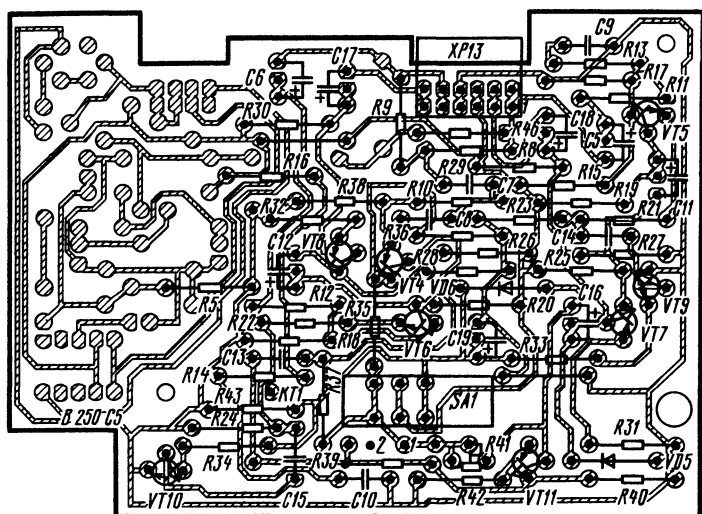 C9
XP13
R13
C17
C6
R17
R11
R30
R9
R46
C18
C5
VT5
R8
R16
R29
R15
R38
R10
C7
R19
R32
R23
R21
C11
R36
C8
C14
R27
C12
VT8
R28
R26
R25
VT4
VD6
R5
R12
R20
C16
VT9
R22
R35
VT6
C19
VT7
R18
R33
C13
R14
R37
KT1
SA1
R43
B 250-C5
R24
2
1
R41
R31
R34
R39
VD5
VT10
C15
C10
R42
VT11
R40